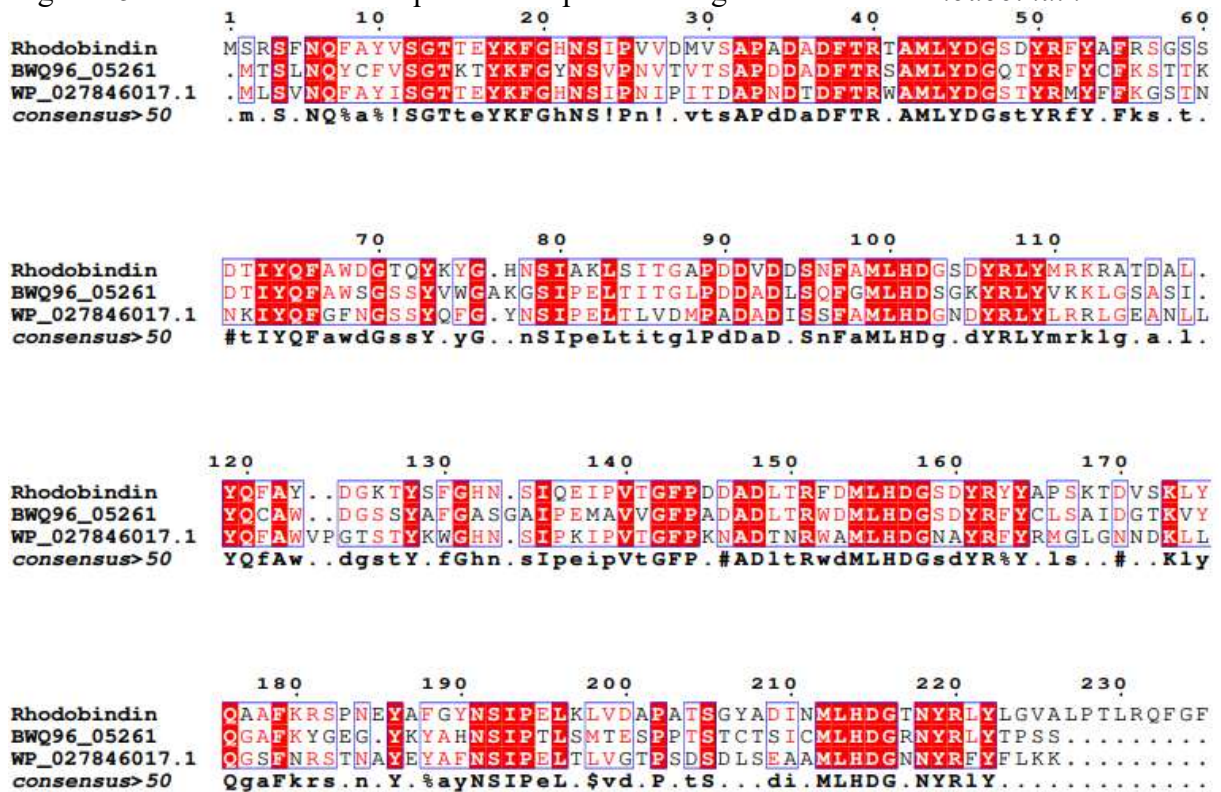 1 10 20 30 40 50 60
Rhodobindin MSRSFNQFAYVSGTTEYKFGHNSIPVVDMVSAPADADFTRTAMLYDGSDYRFYAFRSGSS
BWQ96_05261 .MTSLNQYCFVSGTKTYKFGYNSVPNVTVTSAPDDADFTRSAMLYDGQTYRFYCFKSTTK
WP_027846017.1 .MLSVNQFAYISGTTEYKFGHNSIPNIPITDAPNDTDFTRWAMLYDGSTYRMYFFKGSTN
consensus>50 .m.S.NQ%a%!SGTteYKFGhNS!Pn!.vtsAPdDaDFTR.AMLYDGstYRfY.Fks.t.
70 80 90 100 110
Rhodobindin DTIYQFAWDGTQYKYG.HNSIAKLSITGAPDDVDDSNFAMLHDGSDYRLYMRKRATDAL.
BWQ96_05261 DTIYQFAWSGSSYVWGAKGSIPELTITGLPDDADLSQFGMLHDSGKYRLYVKKLGSASI.
WP_027846017.1 NKIYQFGFNGSSYQFG.YNSIPELTLVDMPADADISSFAMLHDGNDYRLYLRRLGEANLL
consensus>50 #tIYQFawdGssY.yG..nSIpeLtitglPdDaD.SnFaMLHDg.dYRLYmrklg.a.l.
120 130 140 150 160 170
Rhodobindin YQFAY..DGKTYSFGHN.SIQEIPVTGFPDDADLTRFDMLHDGSDYRYYAPSKTDVSKLY
BWQ96_05261 YQCAW..DGSSYAFGASGAIPEMAVVGFPADADLTRWDMLHDGSDYRFYCLSAIDGTKVY
WP_027846017.1 YQFAWVPGTSTYKWGHN.SIPKIPVTGFPKNADTNRWAMLHDGNAYRFYRMGLGNNDKLL
consensus>50 YQfAw..dgstY.fGhn.sIpeipVtGFP.#ADltRwdMLHDGsdYR%Y.ls..#..Kly
180 190 200 210 220 230
Rhodobindin QAAFKRSPNEYAFGYNSIPELKLVDAPATSGYADINMLHDGTNYRLYLGVALPTLRQFGF
BWQ96_05261 QGAFKYGEG.YKYAHNSIPTLSMTESPPTSTCTSICMLHDGRNYRLYTPSS.........
WP_027846017.1 QGSFNRSTNAYEYAFNSIPELTLVGTPSDSDLSEAAMLHDGNNYRFYFLKK.........
consensus>50 QgaFkrs.n.Y.%ayNSIPeL.$vd.P.tS...di.MLHDG.NYRlY.............